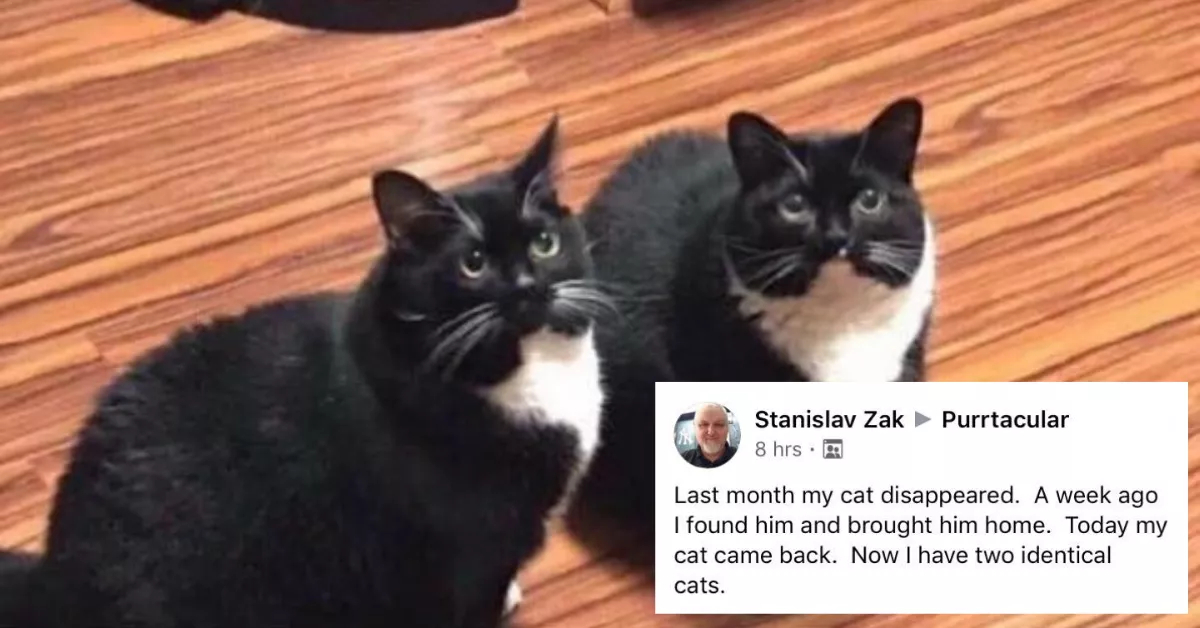 Stanislav Zak ▶ Purrtacular
8 hrs ·
Last month my cat disappeared. A week ago
I found him and brought him home. Today my
cat came back. Now I have two identical
cats.